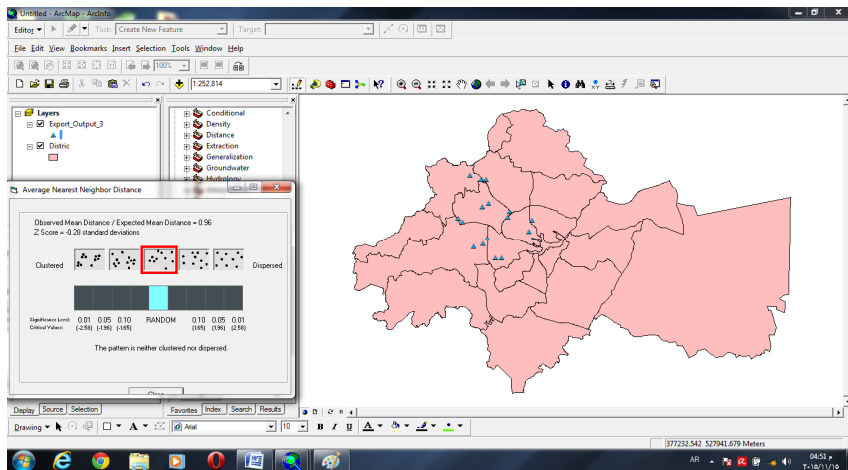 Untitled - ArcMap - ArcInfo
Editor Task: Create New Feature Target:
File Edit View Bookmarks Insert Selection Tools Window Help
100%
1:252,814
Layers
Export_Output_3
Distric
Conditional
Density
Distance
Extraction
Generalization
Groundwater
Hydrology
Average Nearest Neighbor Distance
Observed Mean Distance / Expected Mean Distance = 0.96
Z Score = -0.28 standard deviations
Clustered Dispersed
Significance Level: 0.01 0.05 0.10 RANDOM 0.10 0.05 0.01
Critical Values: (-2.58) (-1.96) (-1.65) (1.65) (1.96) (2.58)
The pattern is neither clustered nor dispersed.
Close
Display Source Selection
Favorites Index Search Results
Drawing A Arial 10 B I U A
377232.542 527941.679 Meters
AR
04:51 م
٢٠١٥/١١/١٥